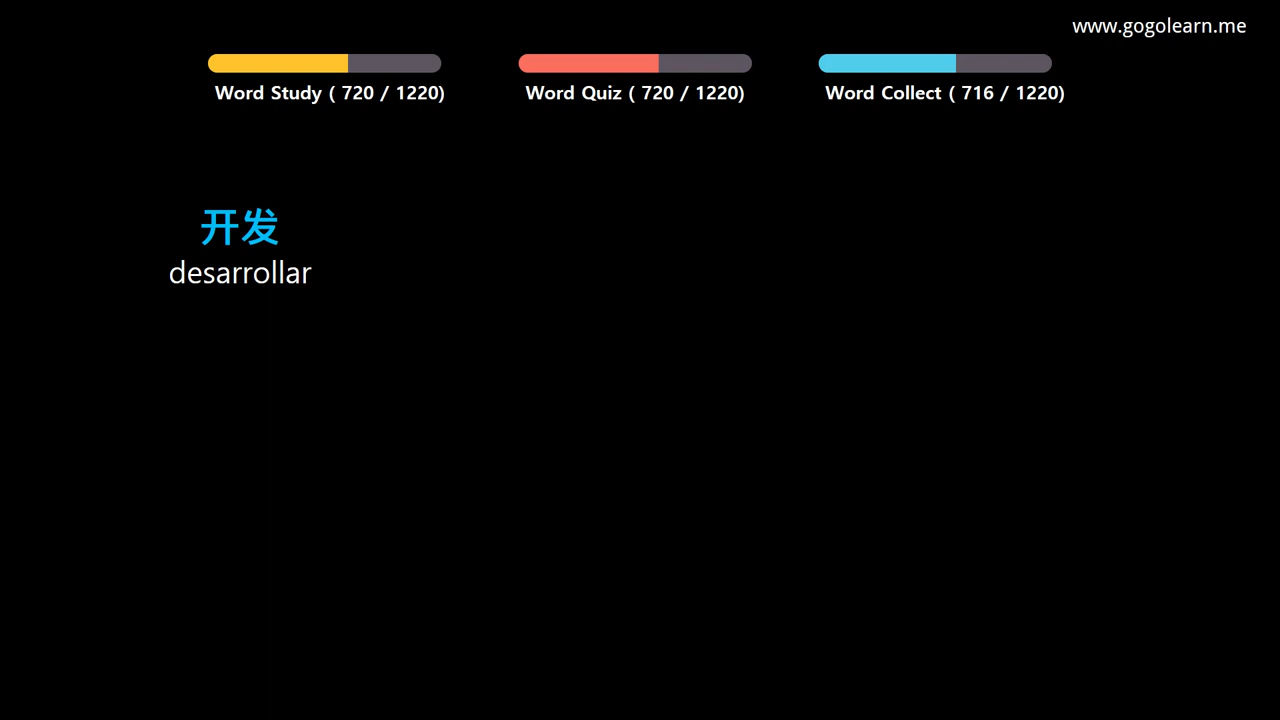 www.gogolearn.me
Word Study ( 720 / 1220)
Word Quiz ( 720 / 1220)
Word Collect ( 716 / 1220)
开发
desarrollar